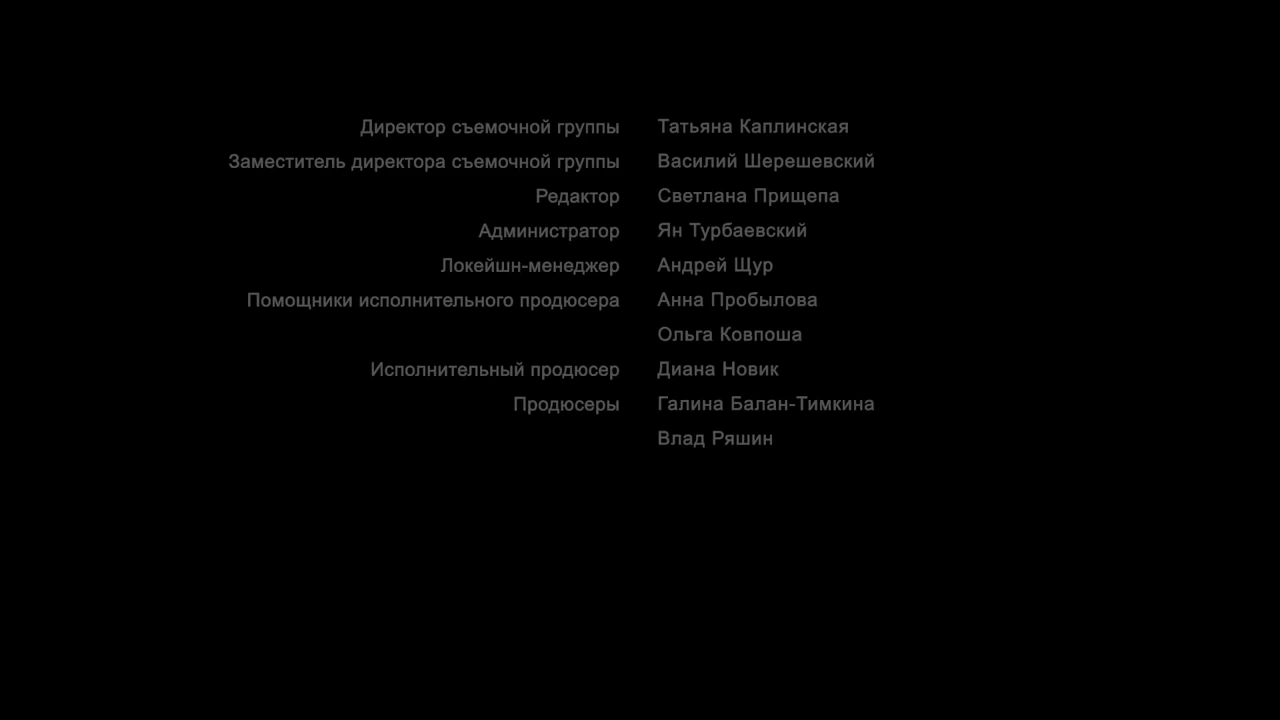 Директор съемочной группы Татьяна Каплинская
Заместитель директора съемочной группы Василий Шерешевский
Редактор Светлана Прищепа
Администратор Ян Турбаевский
Локейшн-менеджер Андрей Щур
Помощники исполнительного продюсера Анна Пробылова
Ольга Ковпоша
Исполнительный продюсер Диана Новик
Продюсеры Галина Балан-Тимкина
Влад Ряшин